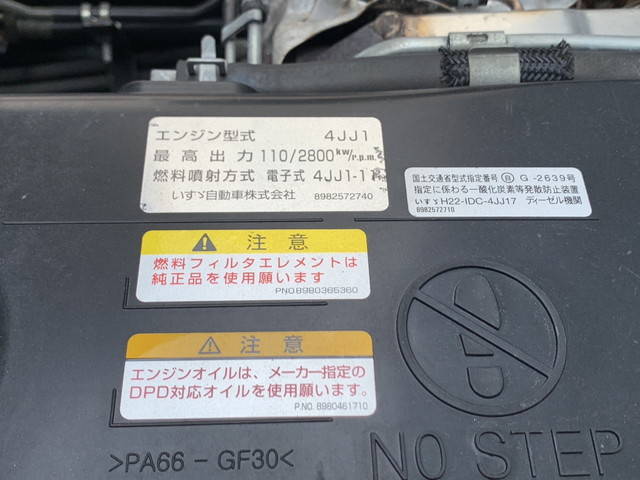 エンジン型式 4JJ1
最高出力 110/2800kW/r.p.m.
燃料噴射方式 電子式 4JJ1-1
いすゞ自動車株式会社 8982572740
国土交通省型式指定番号 Ⓑ G-2639号
指定に係わる一酸化炭素等発散防止装置
いすゞ H22-IDC-4JJ17 ディーゼル機関
8982572710
注意
燃料フィルタエレメントは
純正品を使用願います
PNO.8980365360
注意
エンジンオイルは、メーカー指定の
DPD対応オイルを使用願います。
P.NO. 8980461710
>PA66-GF30<
NO STEP